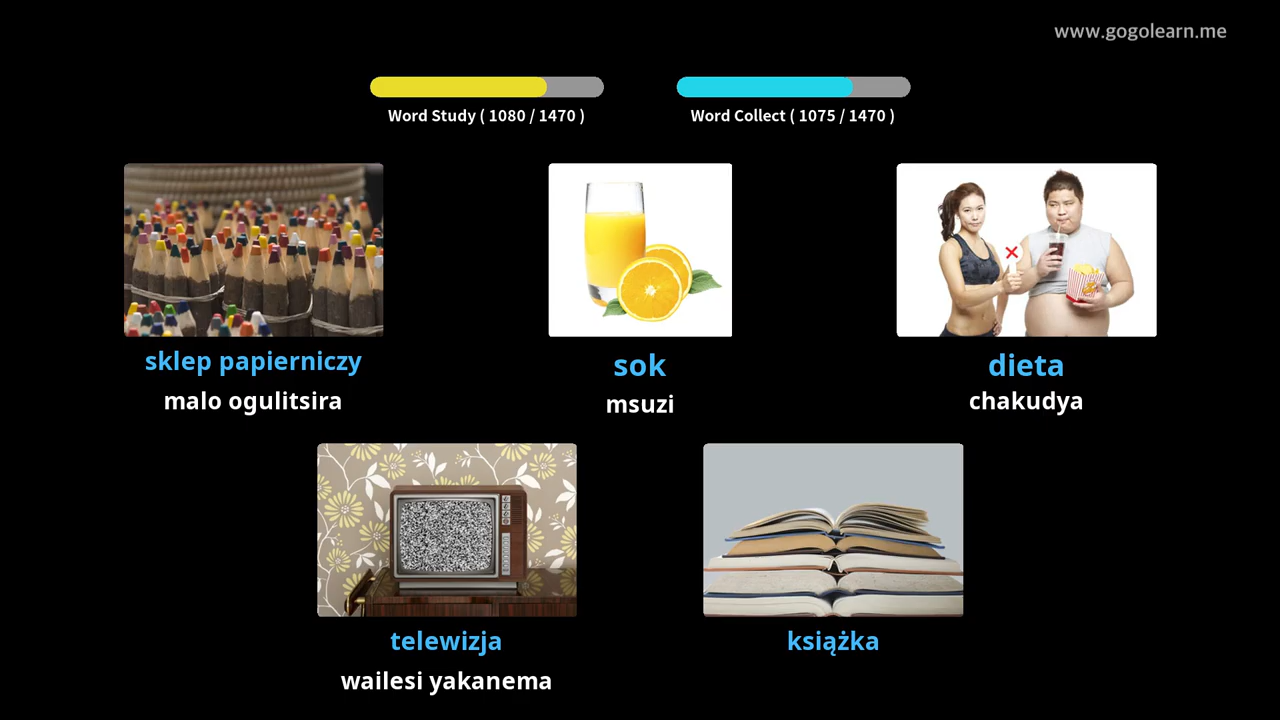 www.gogolearn.me
Word Study ( 1080 / 1470 )
Word Collect ( 1075 / 1470 )
sklep papierniczy
malo ogulitsira
sok
msuzi
dieta
chakudya
telewizja
wailesi yakanema
książka